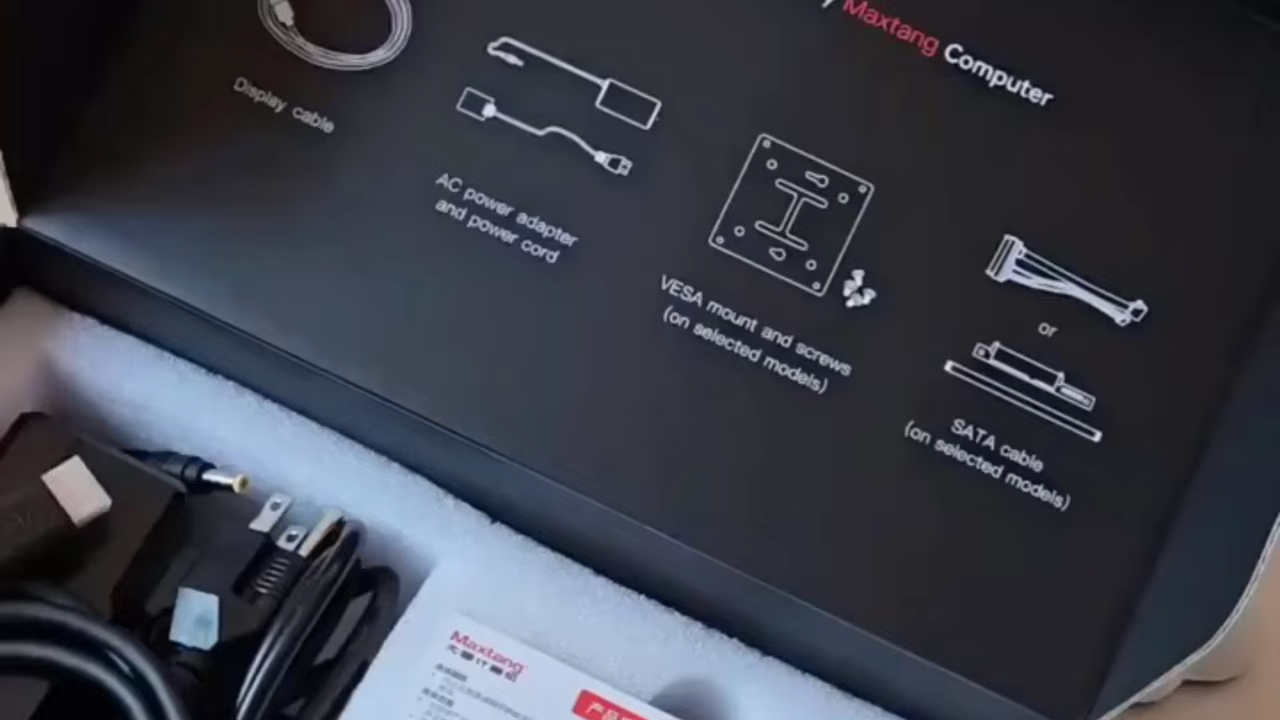 Maxtang Computer
Display cable
AC power adapter
and power cord
VESA mount and screws
(on selected models)
or
SATA cable
(on selected models)
Maxtang